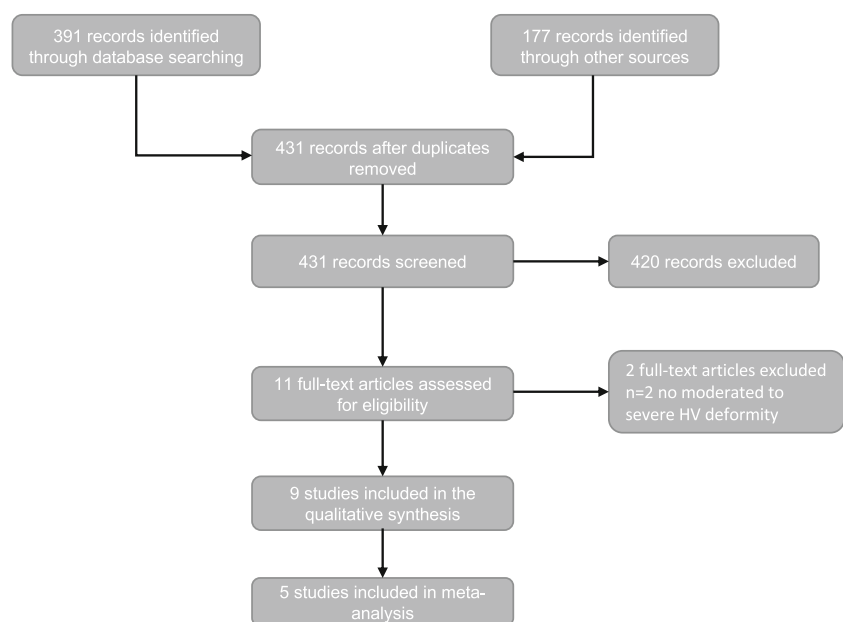 391 records identified
through database searching
177 records identified
through other sources
431 records after duplicates
removed
431 records screened
420 records excluded
11 full-text articles assessed
for eligibility
2 full-text articles excluded
n=2 no moderated to
severe HV deformity
9 studies included in the
qualitative synthesis
5 studies included in meta-
analysis